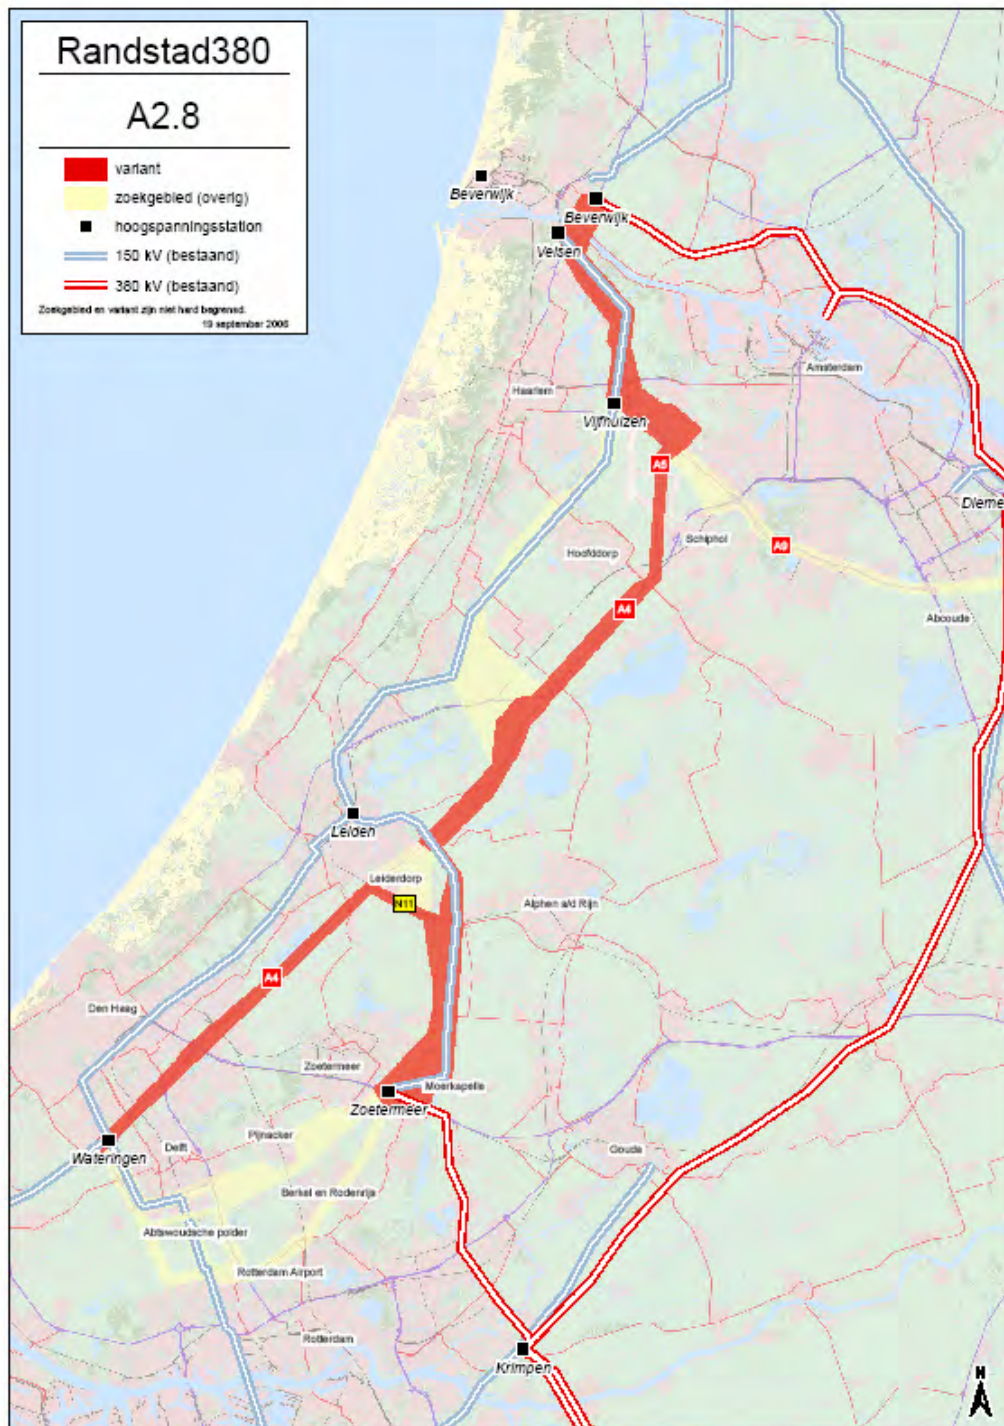 Randstad380
A2.8
variant
zoekgebied (overig)
hoogspanningsstation
150 kV (bestaand)
380 kV (bestaand)
Zoekgebied en variant zijn niet hard begrensd.
19 september 2006
Beverwijk
Beverwijk
Velsen
Amsterdam
Haarlem
Vijfhuizen
A5
Dieme
Schiphol
A9
Hoofddorp
A4
Abcoude
Leiden
Leiderdorp
N11
Alphen a/d Rijn
A4
Den Haag
Zoetermeer
Moerkapelle
Zoetermeer
Pijnacker
Delft
Gouda
Wateringen
Berkel en Rodenrijs
Abtswoudsche polder
Rotterdam Airport
Rotterdam
Krimpen
N